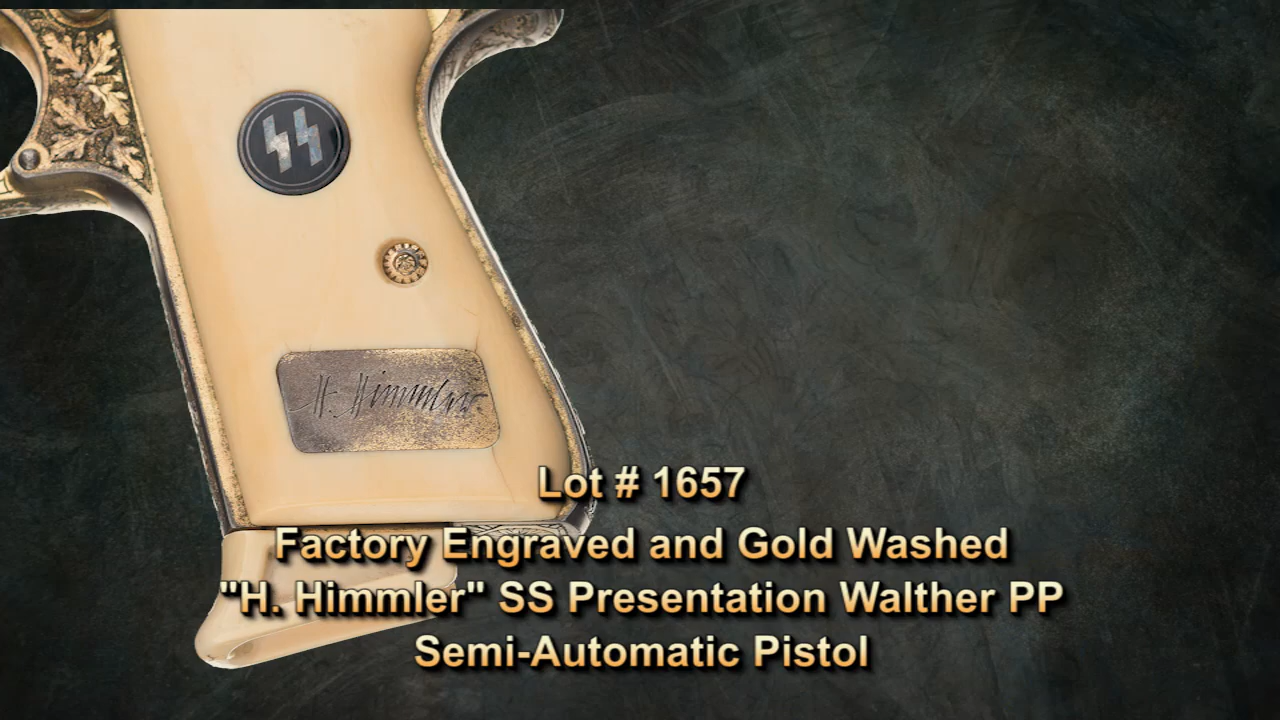 H. Himmler
Lot # 1657
Factory Engraved and Gold Washed
"H. Himmler" SS Presentation Walther PP
Semi-Automatic Pistol